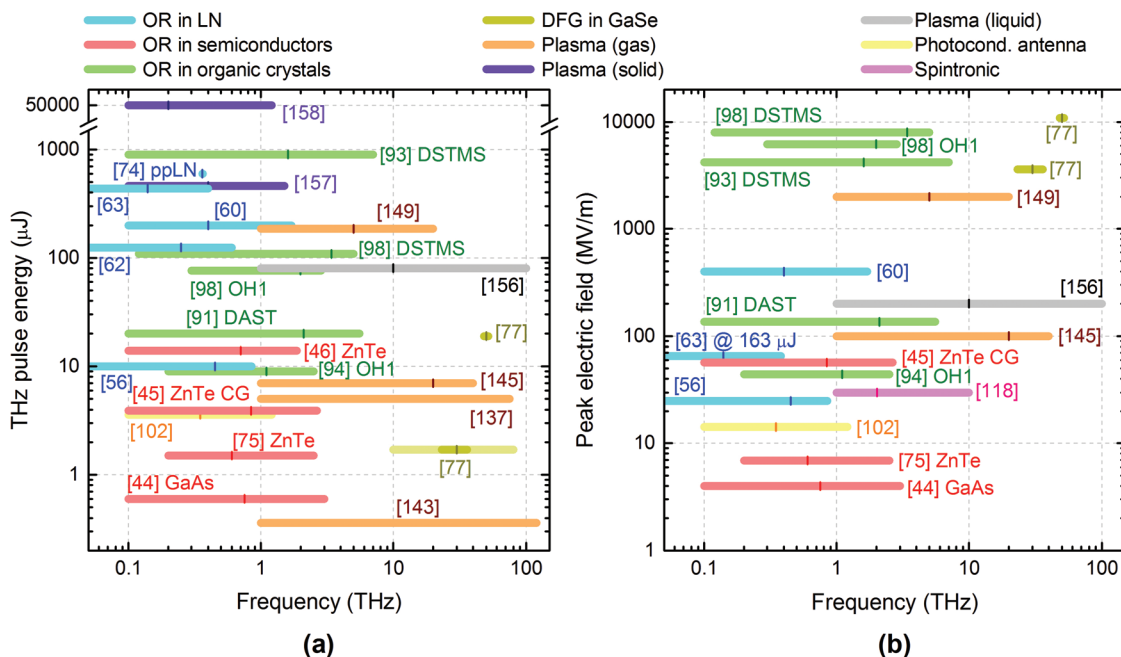 OR in LN
OR in semiconductors
OR in organic crystals
DFG in GaSe
Plasma (gas)
Plasma (solid)
Plasma (liquid)
Photocond. antenna
Spintronic
THz pulse energy (μJ)
50000
1000
100
10
1
[158]
[93] DSTMS
[74] ppLN
[157]
[63]
[60]
[149]
[62]
[98] DSTMS
[98] OH1
[156]
[91] DAST
[77]
[46] ZnTe
[56]
[94] OH1
[45] ZnTe CG
[145]
[137]
[102]
[75] ZnTe
[77]
[44] GaAs
[143]
0.1
1
10
100
Frequency (THz)
(a)
Peak electric field (MV/m)
10000
1000
100
10
1
[98] DSTMS
[77]
[98] OH1
[93] DSTMS
[77]
[149]
[60]
[156]
[91] DAST
[145]
[63] @ 163 μJ
[45] ZnTe CG
[94] OH1
[56]
[118]
[102]
[75] ZnTe
[44] GaAs
0.1
1
10
100
Frequency (THz)
(b)